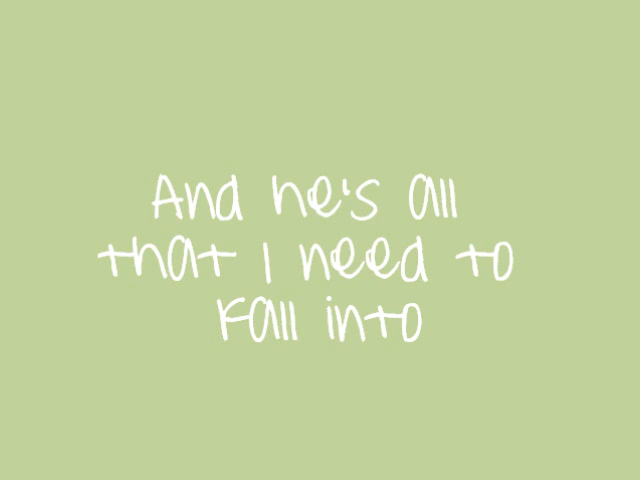 And he's all
that I need to
fall into